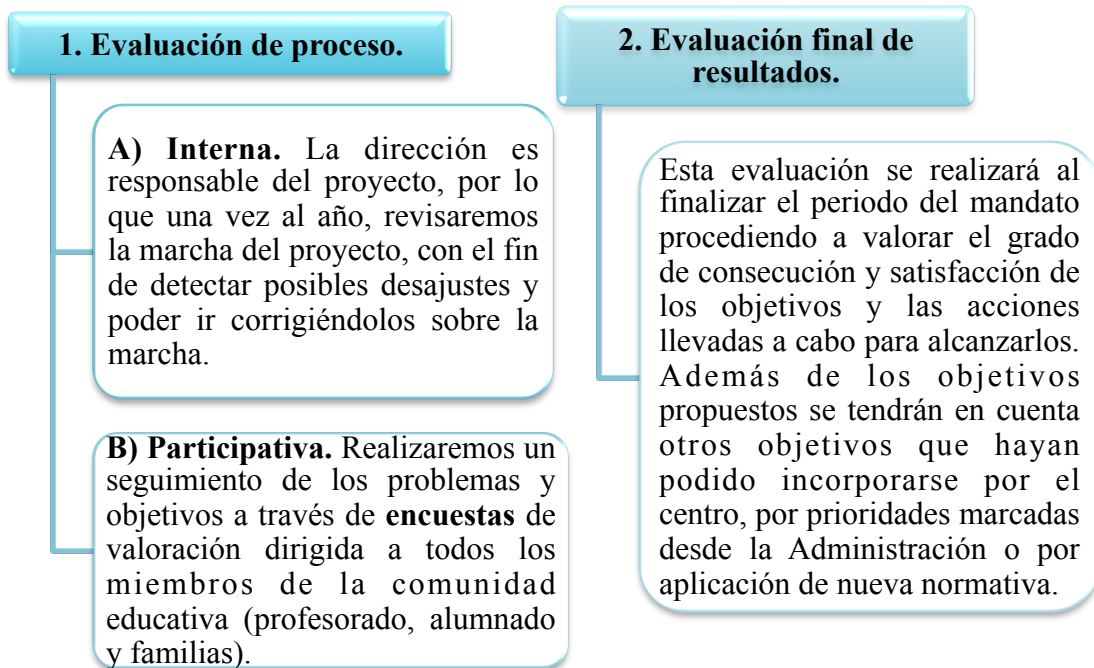 1. Evaluación de proceso.
A) Interna. La dirección es
responsable del proyecto, por lo
que una vez al año, revisaremos
la marcha del proyecto, con el fin
de detectar posibles desajustes y
poder ir corrigiéndolos sobre la
marcha.
B) Participativa. Realizaremos un
seguimiento de los problemas y
objetivos a través de encuestas de
valoración dirigida a todos los
miembros de la comunidad
educativa (profesorado, alumnado
y familias).
2. Evaluación final de
resultados.
Esta evaluación se realizará al
finalizar el periodo del mandato
procediendo a valorar el grado
de consecución y satisfacción de
los objetivos y las acciones
llevadas a cabo para alcanzarlos.
Además de los objetivos
propuestos se tendrán en cuenta
otros objetivos que hayan
podido incorporarse por el
centro, por prioridades marcadas
desde la Administración o por
aplicación de nueva normativa.